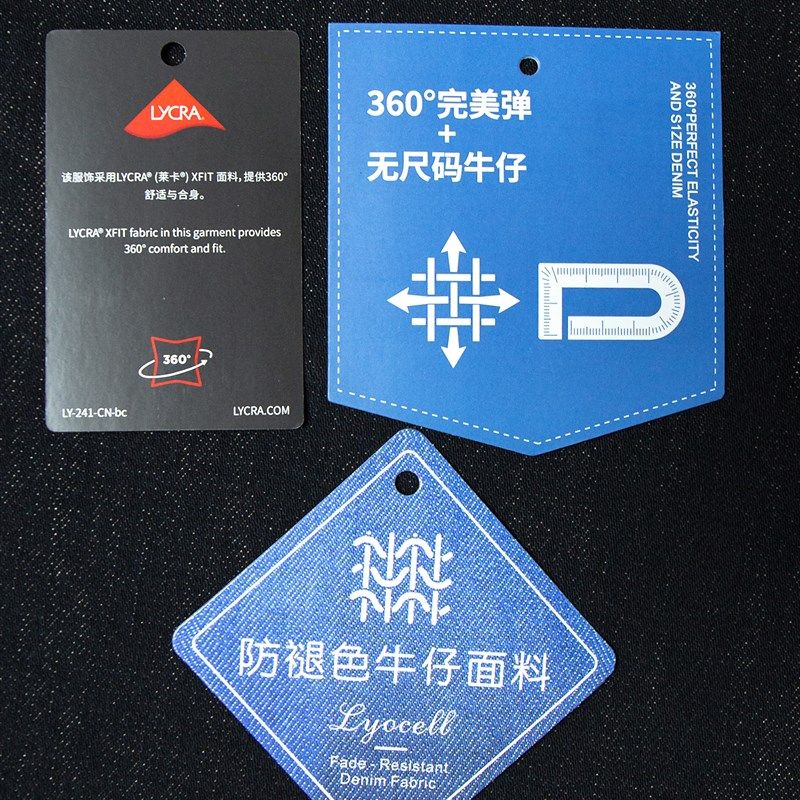 LYCRA®
该服饰采用LYCRA® (莱卡®) XFIT 面料, 提供360°
舒适与合身。
LYCRA® XFIT fabric in this garment provides
360° comfort and fit.
360°
LY-241-CN-bc
LYCRA.COM
360°完美弹
+
无尺码牛仔
360°PERFECT ELASTICITY
AND S1ZE DENIM
防褪色牛仔面料
Lyocell
Fade - Resistant
Denim Fabric